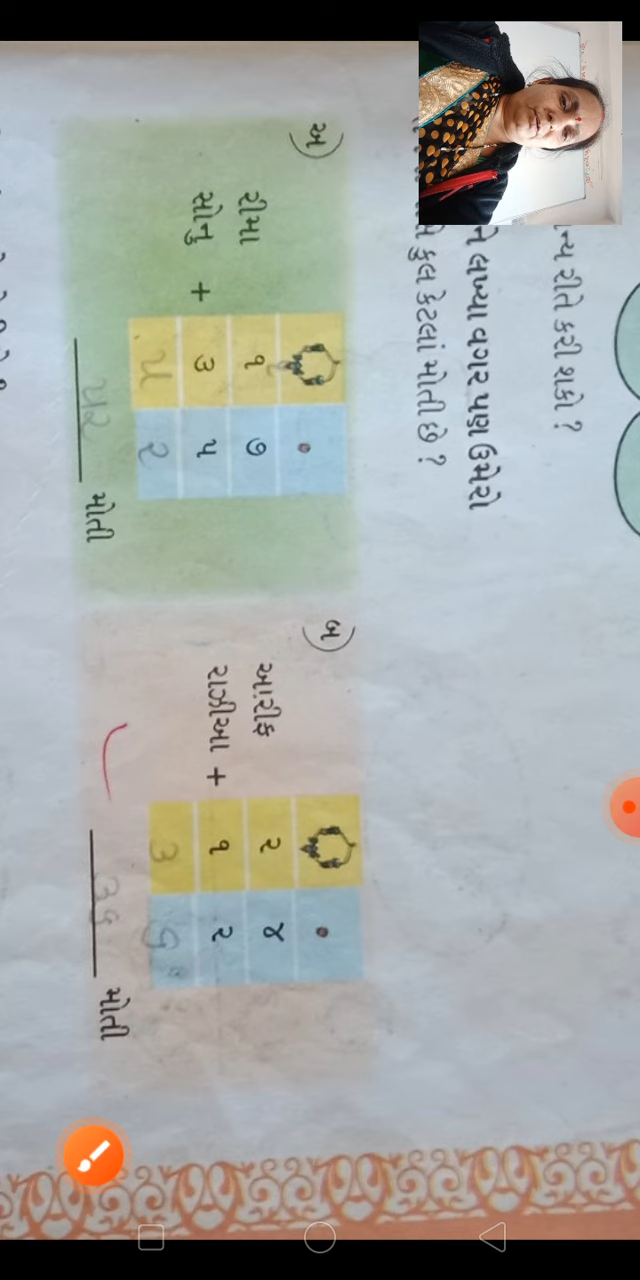 ન્ય રીતે કરી શકો ?
ને લખ્યા વગર પણ ઉમેરો
કુલ કેટલાં મોતી છે ?
અ)
રીમા ૧ ૭
સોનુ + ૩ ૫
૫ ૨
૫૨ મોતી
બ)
આરીફ ૨ ૪
રાઝીઆ + ૧ ૨
૩ ૬
૩૬ મોતી